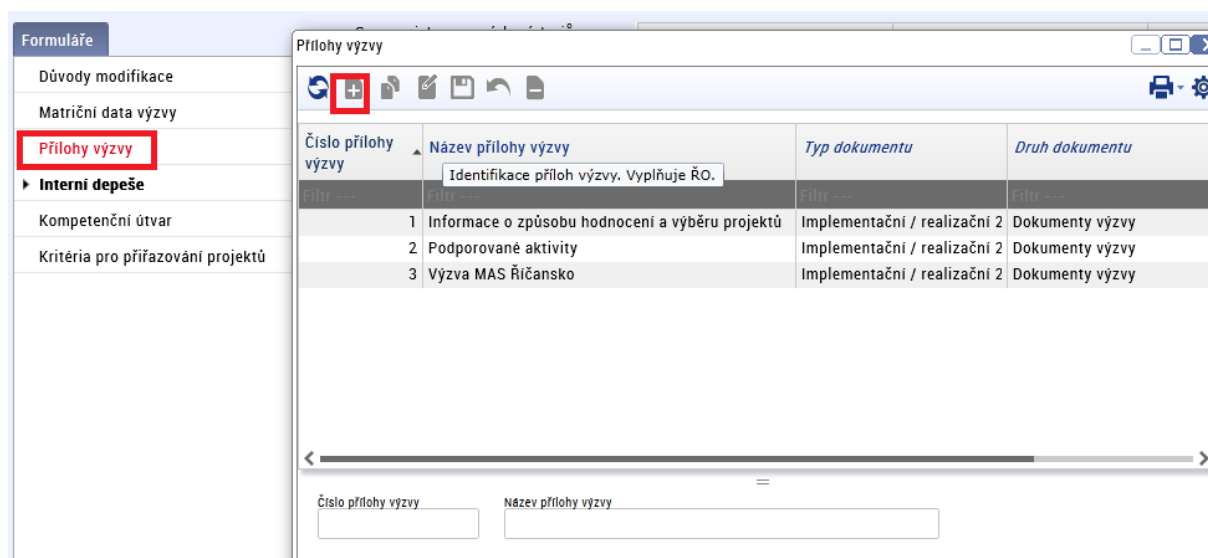 Formuláře
Důvody modifikace
Matriční data výzvy
Přílohy výzvy
Interní depeše
Kompetenční útvar
Kritéria pro přiřazování projektů
Přílohy výzvy
Číslo přílohy výzvy
Název přílohy výzvy
Typ dokumentu
Druh dokumentu
Identifikace příloh výzvy. Vyplňuje ŘO.
Filtr --- Filtr --- Filtr --- Filtr ---
1 Informace o způsobu hodnocení a výběru projektů Implementační / realizační 2 Dokumenty výzvy
2 Podporované aktivity Implementační / realizační 2 Dokumenty výzvy
3 Výzva MAS Říčansko Implementační / realizační 2 Dokumenty výzvy
Číslo přílohy výzvy Název přílohy výzvy